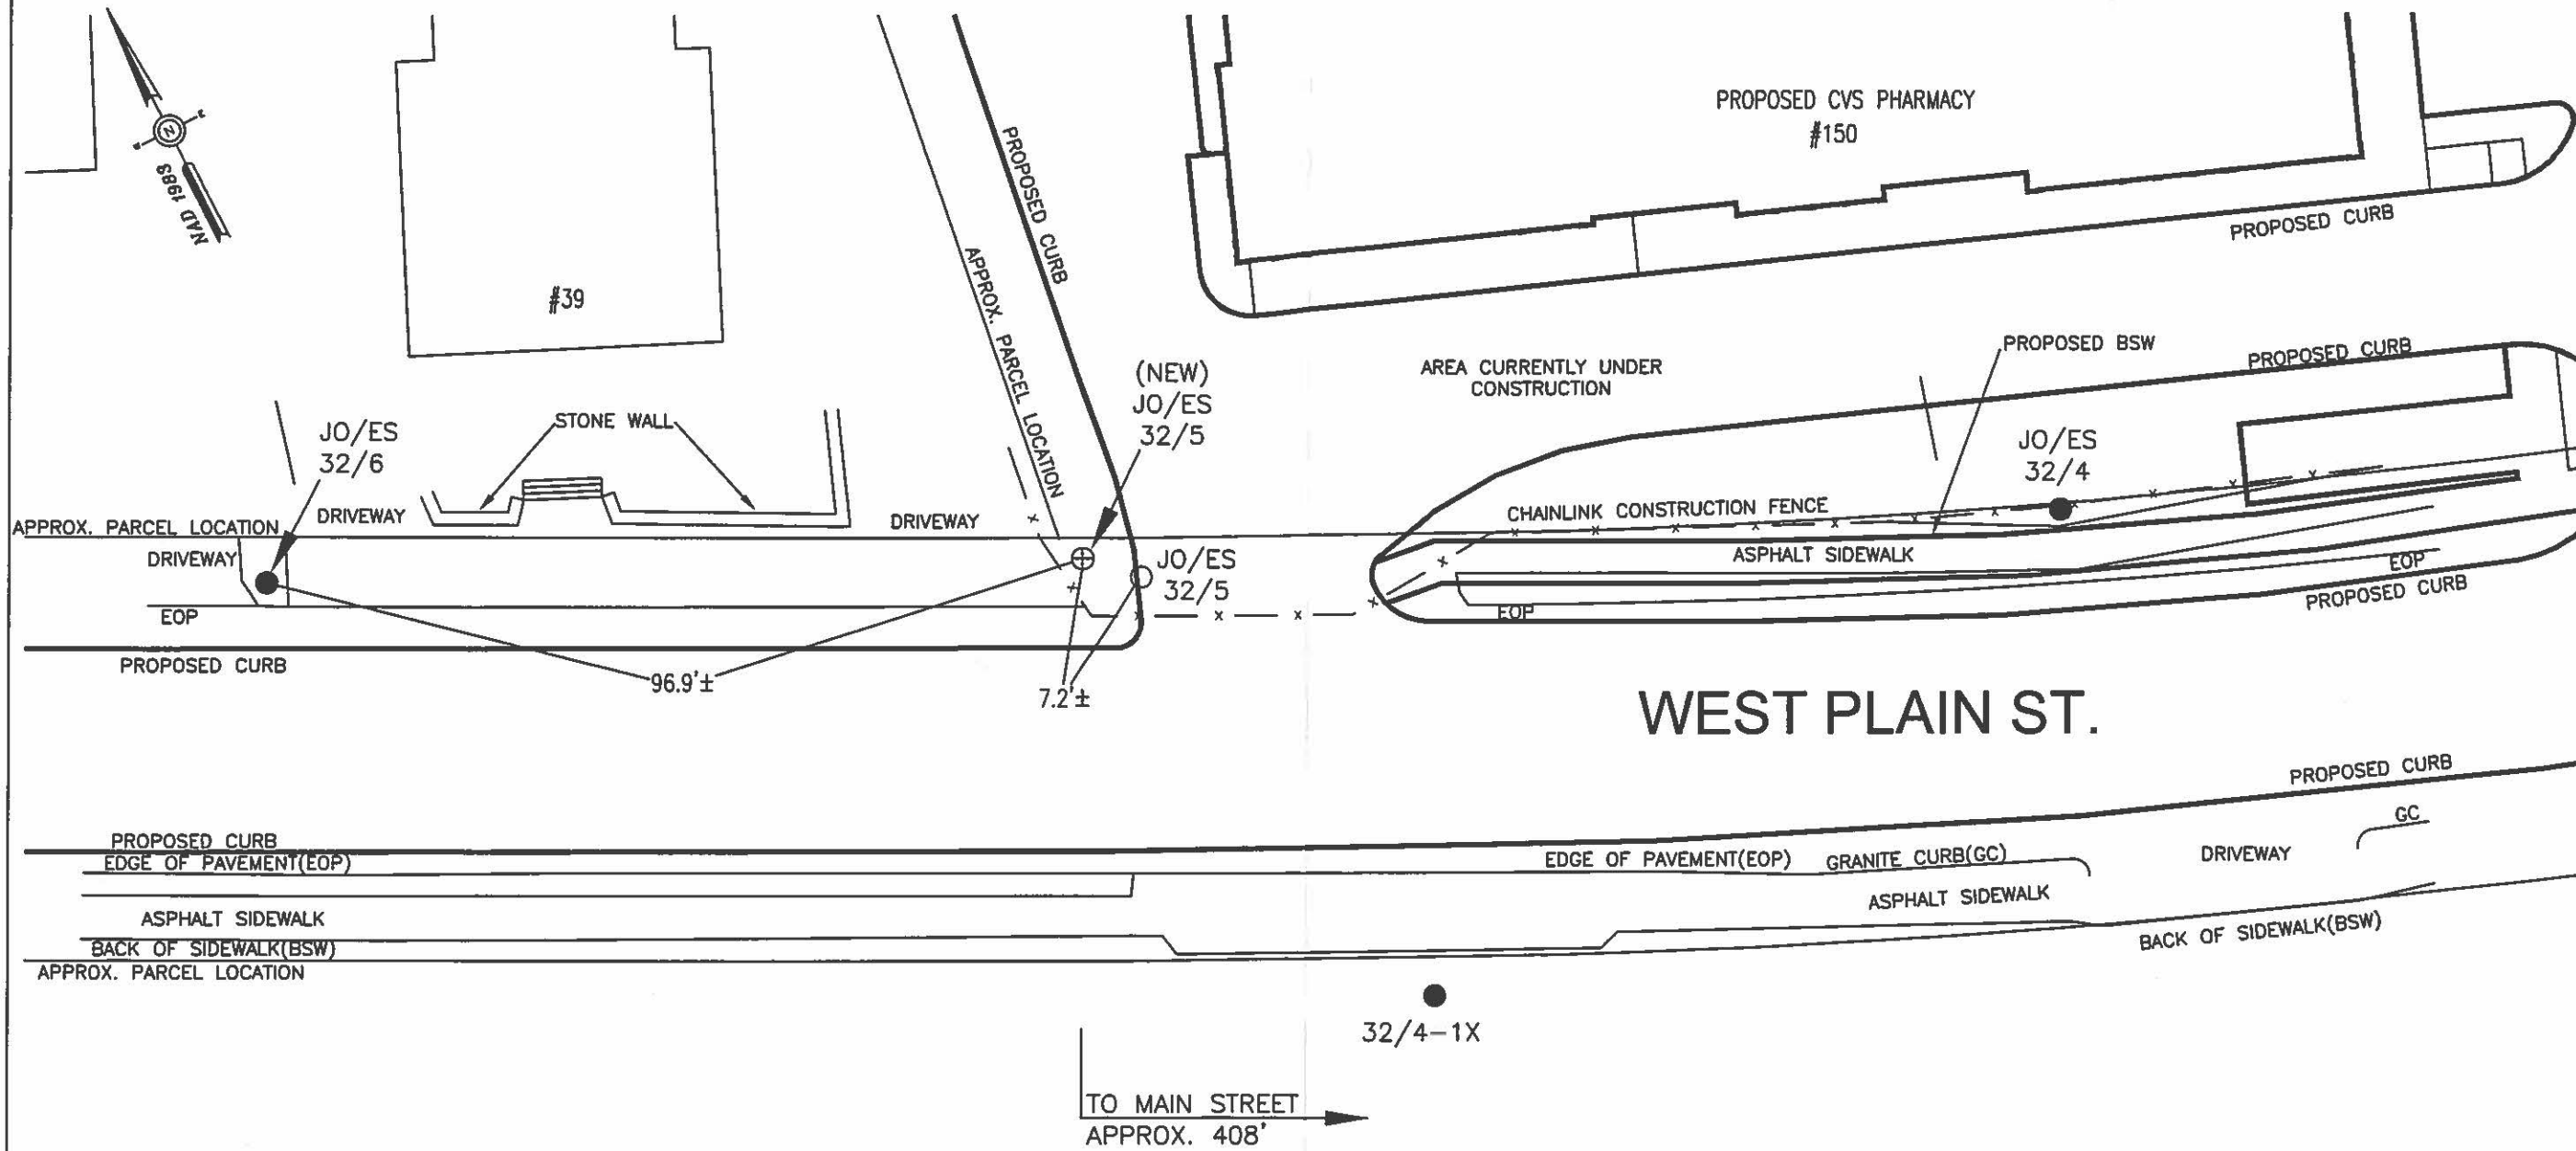 N
NAD 1983
#39
PROPOSED CURB
APPROX. PARCEL LOCATION
PROPOSED CVS PHARMACY
#150
PROPOSED CURB
(NEW)
JO/ES
32/5
AREA CURRENTLY UNDER
CONSTRUCTION
PROPOSED BSW
PROPOSED CURB
JO/ES
32/6
STONE WALL
JO/ES
32/4
APPROX. PARCEL LOCATION
DRIVEWAY
DRIVEWAY
CHAINLINK CONSTRUCTION FENCE
DRIVEWAY
JO/ES
32/5
ASPHALT SIDEWALK
EOP
EOP
EOP
PROPOSED CURB
PROPOSED CURB
96.9'±
7.2'±
WEST PLAIN ST.
PROPOSED CURB
PROPOSED CURB
EDGE OF PAVEMENT(EOP)
EDGE OF PAVEMENT(EOP)
GRANITE CURB(GC)
DRIVEWAY
GC
ASPHALT SIDEWALK
ASPHALT SIDEWALK
BACK OF SIDEWALK(BSW)
BACK OF SIDEWALK(BSW)
APPROX. PARCEL LOCATION
32/4-1X
TO MAIN STREET
APPROX. 408'